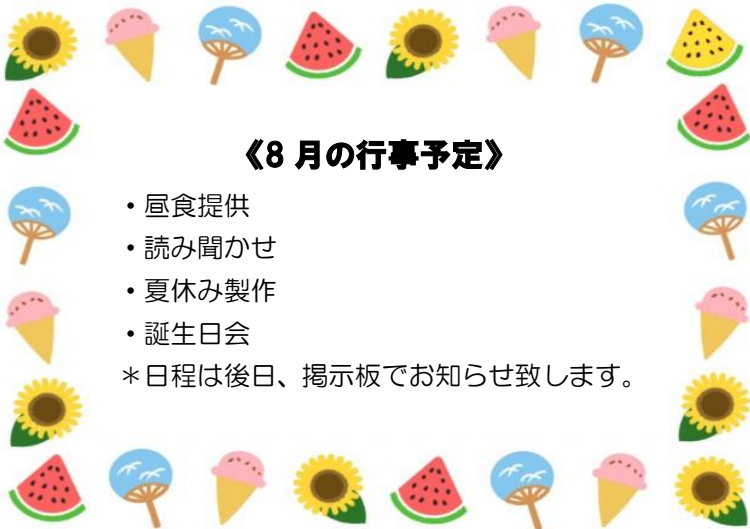 《8 月の行事予定》
・昼食提供
・読み聞かせ
・夏休み製作
・誕生日会
＊日程は後日、掲示板でお知らせ致します。